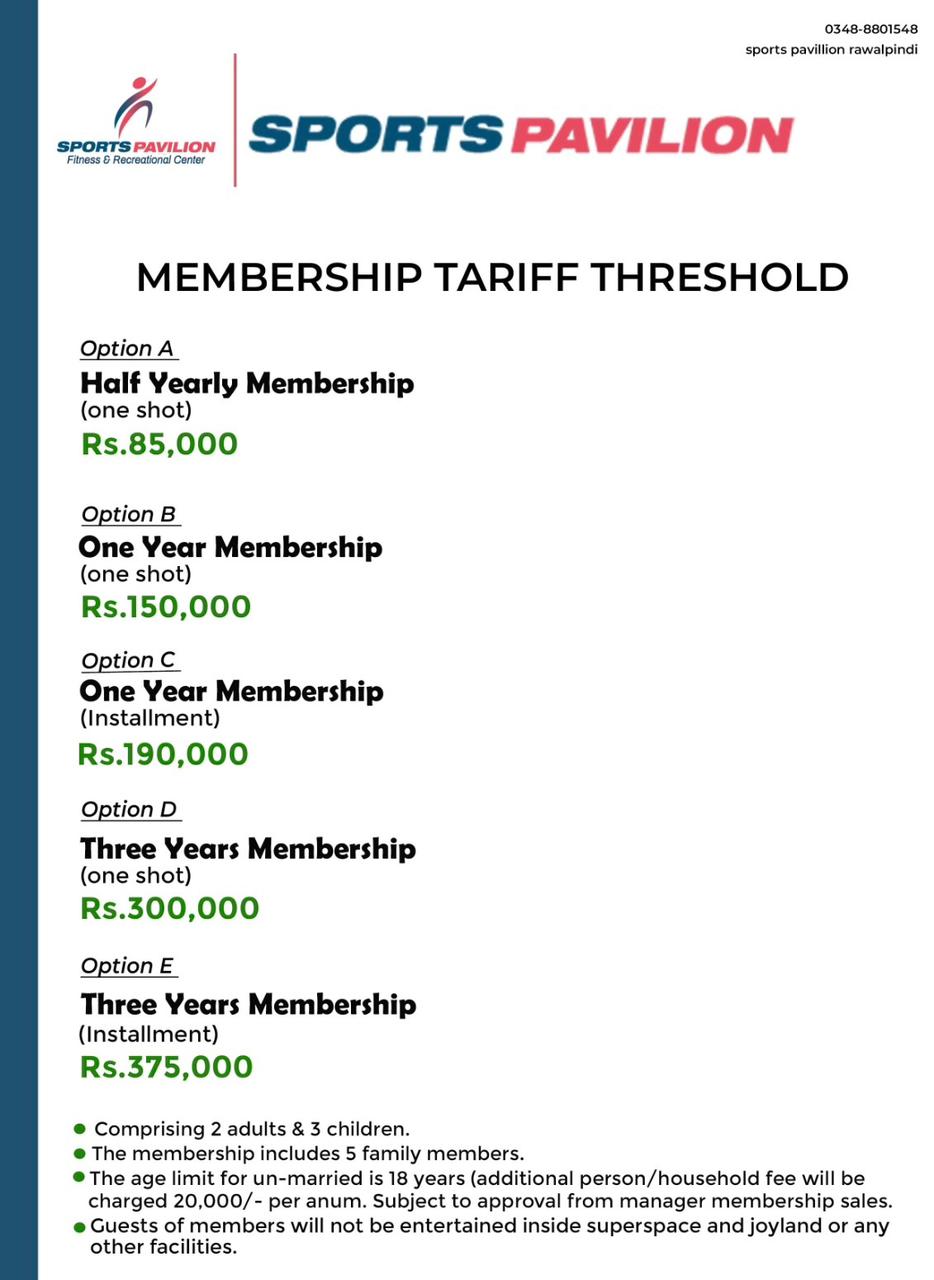 0348-8801548
sports pavillion rawalpindi
SPORTS PAVILION
Fitness & Recreational Center
SPORTS PAVILION
MEMBERSHIP TARIFF THRESHOLD
Option A
Half Yearly Membership
(one shot)
Rs.85,000
Option B
One Year Membership
(one shot)
Rs.150,000
Option C
One Year Membership
(Installment)
Rs.190,000
Option D
Three Years Membership
(one shot)
Rs.300,000
Option E
Three Years Membership
(Installment)
Rs.375,000
● Comprising 2 adults & 3 children.
● The membership includes 5 family members.
● The age limit for un-married is 18 years (additional person/household fee will be
charged 20,000/- per anum. Subject to approval from manager membership sales.
● Guests of members will not be entertained inside superspace and joyland or any
other facilities.